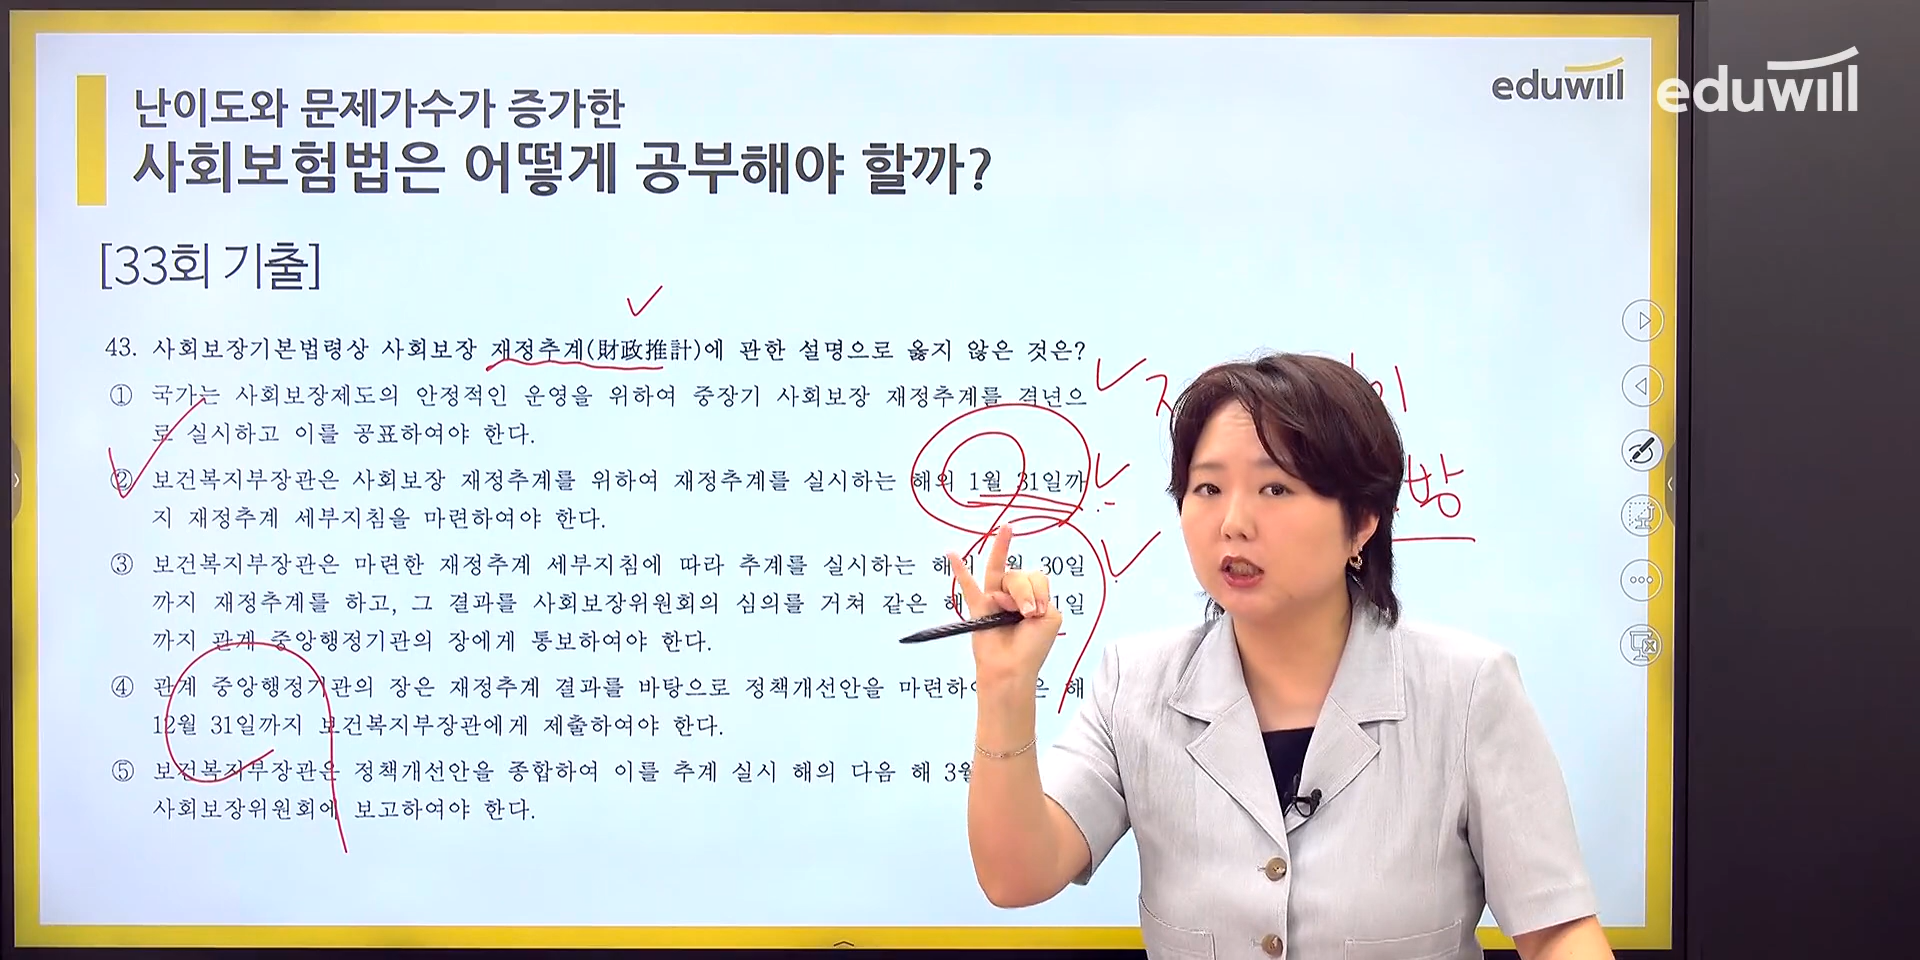 eduwill
eduwill
난이도와 문제가수가 증가한
사회보험법은 어떻게 공부해야 할까?
[33회 기출]
43. 사회보장기본법령상 사회보장 재정추계(財政推計)에 관한 설명으로 옳지 않은 것은?
① 국가는 사회보장제도의 안정적인 운영을 위하여 중장기 사회보장 재정추계를 격년으
로 실시하고 이를 공표하여야 한다.
② 보건복지부장관은 사회보장 재정추계를 위하여 재정추계를 실시하는 해의 1월 31일까
지 재정추계 세부지침을 마련하여야 한다.
③ 보건복지부장관은 마련한 재정추계 세부지침에 따라 추계를 실시하는 해의 월 30일
까지 재정추계를 하고, 그 결과를 사회보장위원회의 심의를 거쳐 같은 해
까지 관계 중앙행정기관의 장에게 통보하여야 한다.
④ 관계 중앙행정기관의 장은 재정추계 결과를 바탕으로 정책개선안을 마련하여 해
12월 31일까지 보건복지부장관에게 제출하여야 한다.
⑤ 보건복지부장관은 정책개선안을 종합하여 이를 추계 실시 해의 다음 해 3월
사회보장위원회에 보고하여야 한다.
방